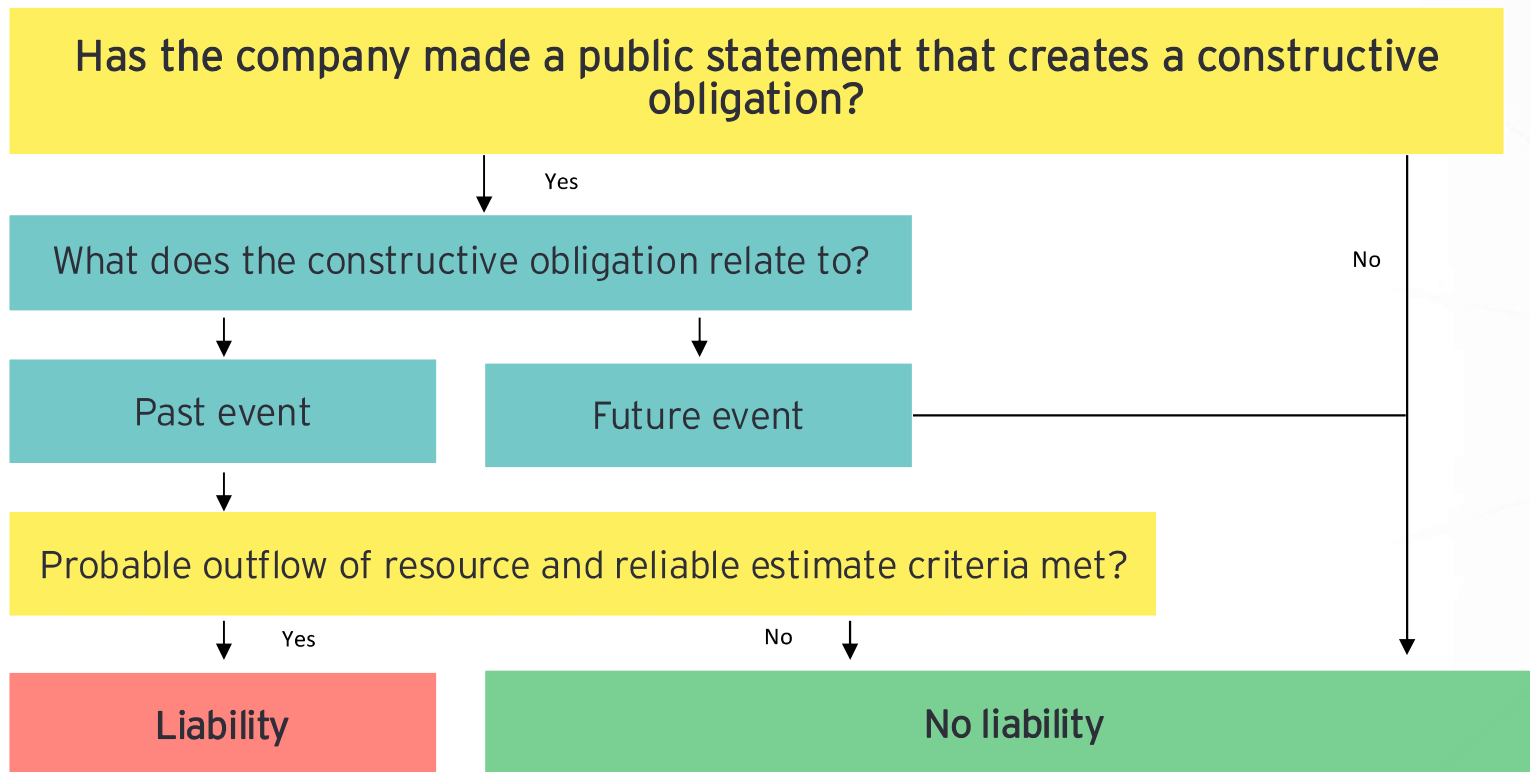 Has the company made a public statement that creates a constructive
obligation?
Yes
What does the constructive obligation relate to?
No
Past event
Future event
Probable outflow of resource and reliable estimate criteria met?
Yes
No
Liability
No liability